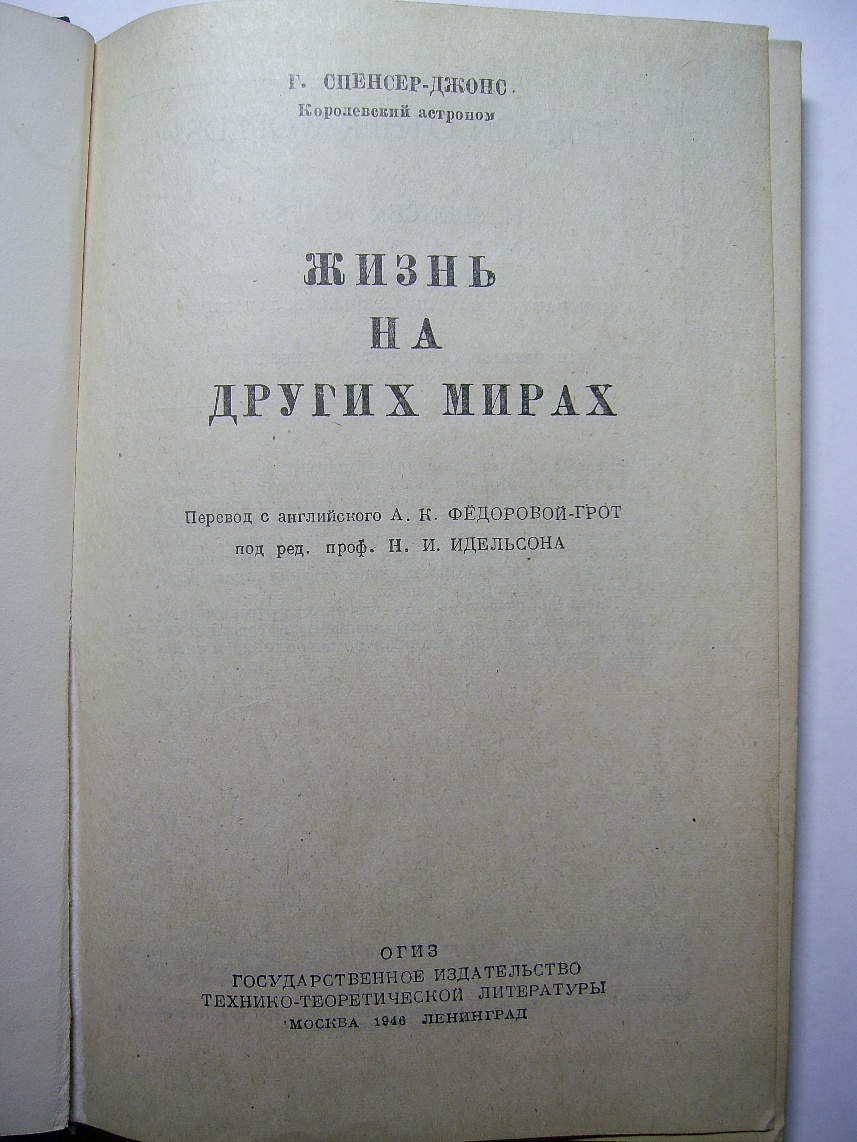 Г. СПЕНСЕР-ДЖОНС.
Королевский астроном
ЖИЗНЬ
НА
ДРУГИХ МИРАХ
Перевод с английского А. К. ФЁДОРОВОЙ-ГРОТ
под ред. проф. Н. И. ИДЕЛЬСОНА
ОГИЗ
ГОСУДАРСТВЕННОЕ ИЗДАТЕЛЬСТВО
ТЕХНИКО-ТЕОРЕТИЧЕСКОЙ ЛИТЕРАТУРЫ
МОСКВА 1946 ЛЕНИНГРАД